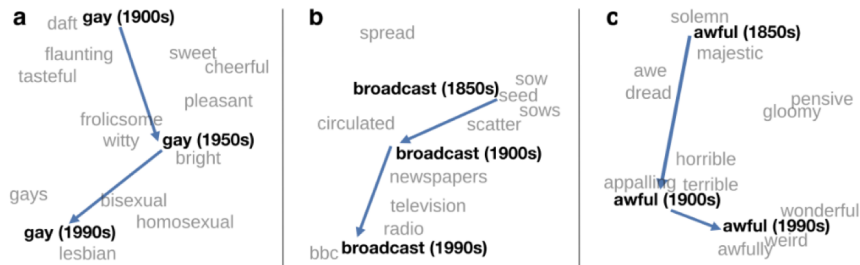 a
daft gay (1900s)
flaunting
sweet
tasteful
cheerful
pleasant
frolicsome
witty
gay (1950s)
bright
gays
bisexual
homosexual
gay (1990s)
lesbian
b
spread
broadcast (1850s)
sow
seed
sows
circulated
scatter
broadcast (1900s)
newspapers
television
radio
bbc broadcast (1990s)
c
solemn
awful (1850s)
majestic
awe
dread
pensive
gloomy
horrible
appalling terrible
awful (1900s)
wonderful
awful (1990s)
weird
awfully